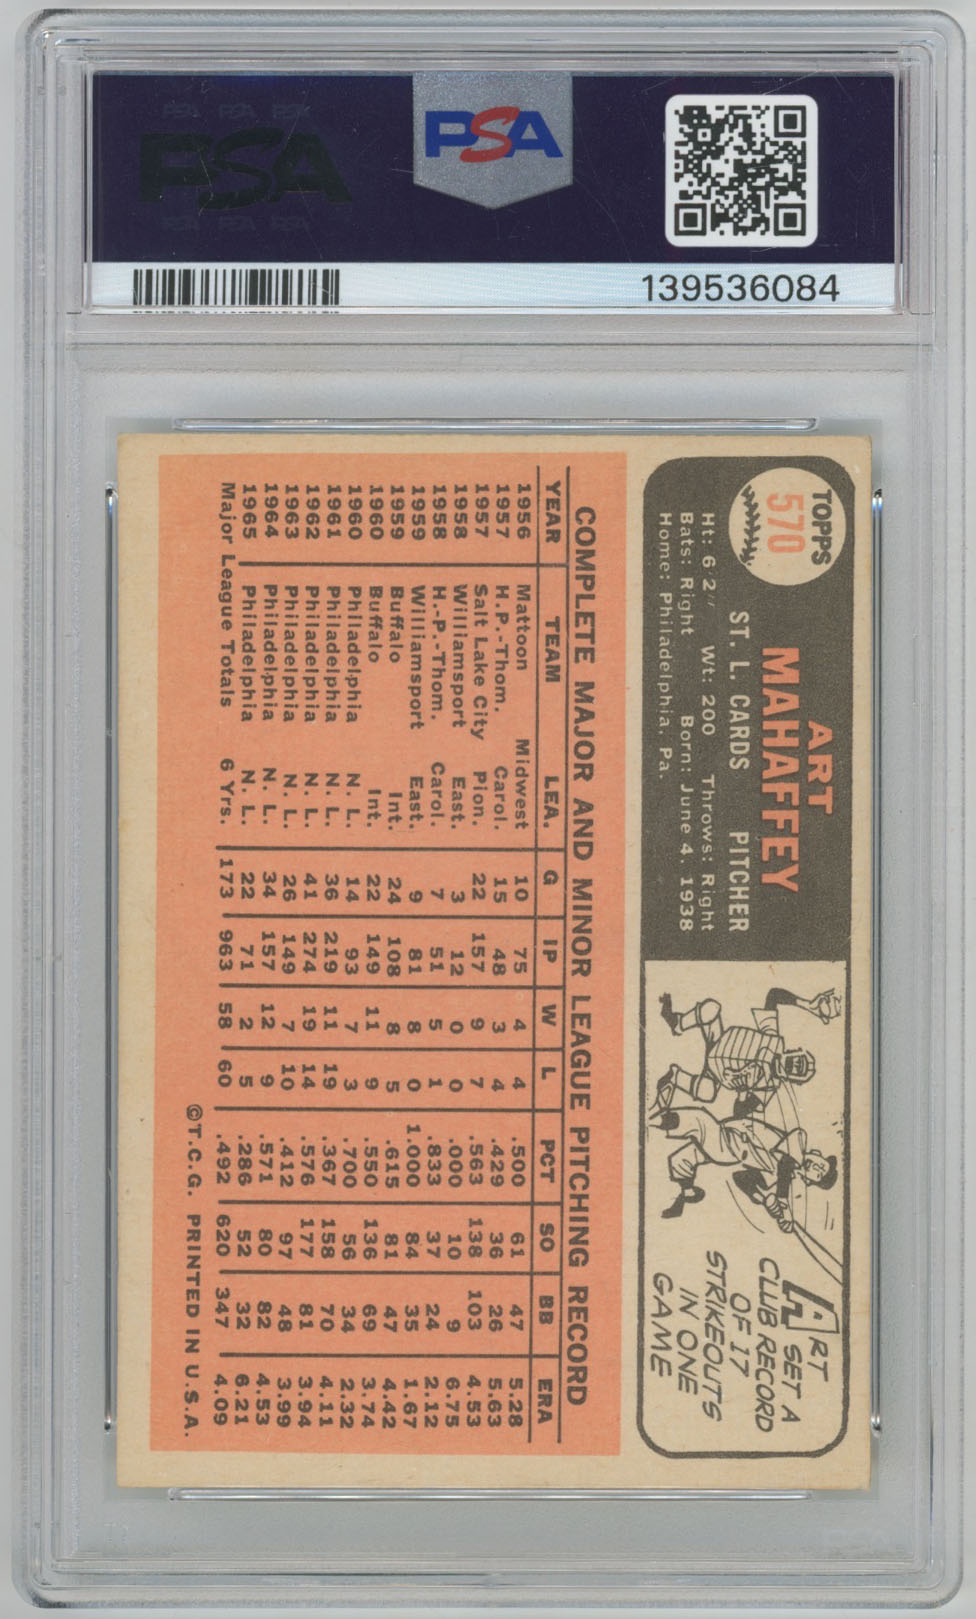 PSA PSA PSA
PSA
PSA PSA PSA
PSA
139536084
TOPPS
570
ART
MAHAFFEY
ST. L. CARDS PITCHER
Ht: 6'2" Wt: 200 Throws: Right
Bats: Right Born: June 4, 1938
Home: Philadelphia, Pa.
ART
SET A
CLUB RECORD
OF 17
STRIKEOUTS
IN ONE
GAME
COMPLETE MAJOR AND MINOR LEAGUE PITCHING RECORD
YEAR TEAM LEA. G IP W L PCT SO BB ERA
1956 Mattoon Midwest 10 75 4 4 .500 61 47 5.28
1957 H.P.-Thom. Carol. 15 48 3 4 .429 36 26 5.63
1957 Salt Lake City Pion. 22 157 9 7 .563 138 103 4.53
1958 Williamsport East. 3 12 0 0 .000 10 9 6.75
1958 H.-P.-Thom. Carol. 7 51 5 1 .833 37 24 2.12
1959 Williamsport East. 9 81 8 0 1.000 84 35 1.67
1959 Buffalo Int. 24 108 8 5 .615 81 47 4.42
1960 Buffalo Int. 22 149 11 9 .550 136 69 3.74
1960 Philadelphia N. L. 14 93 7 3 .700 56 34 2.32
1961 Philadelphia N. L. 36 219 11 19 .367 158 70 4.11
1962 Philadelphia N. L. 41 274 19 14 .576 177 81 3.94
1963 Philadelphia N. L. 26 149 7 10 .412 97 48 3.99
1964 Philadelphia N. L. 34 157 12 9 .571 80 82 4.53
1965 Philadelphia N. L. 22 71 2 5 .286 52 32 6.21
Major League Totals 6 Yrs. 173 963 58 60 .492 620 347 4.09
©T.C.G. PRINTED IN U.S.A.